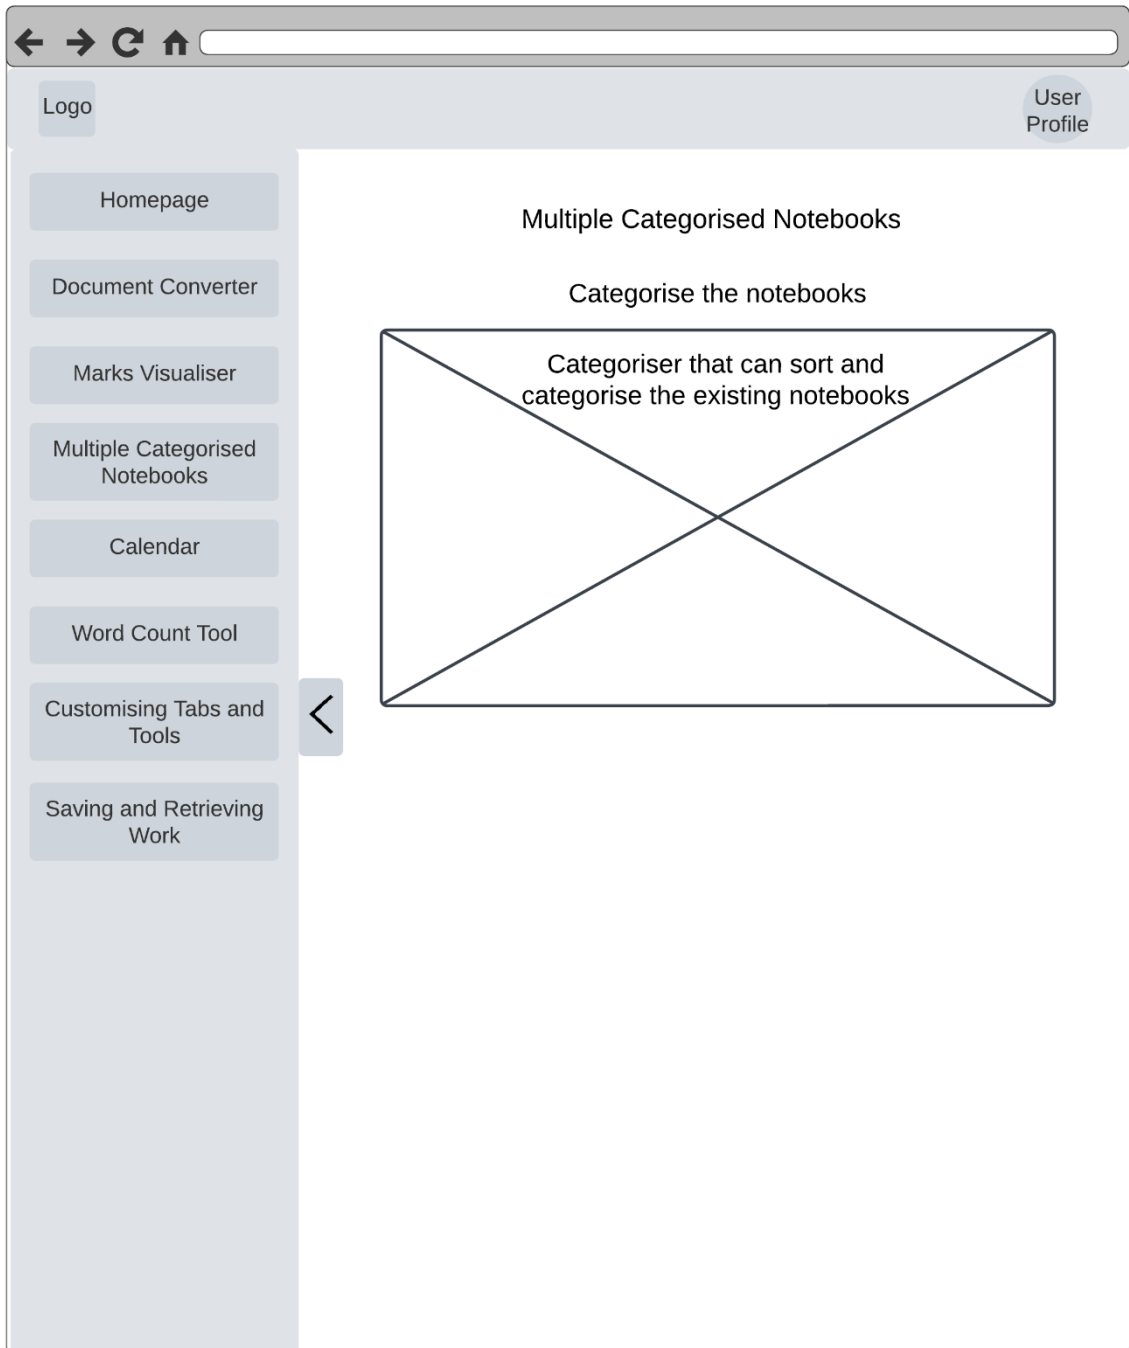 Logo
User
Profile
Homepage
Document Converter
Marks Visualiser
Multiple Categorised
Notebooks
Calendar
Word Count Tool
Customising Tabs and
Tools
Saving and Retrieving
Work
Multiple Categorised Notebooks
Categorise the notebooks
Categoriser that can sort and
categorise the existing notebooks